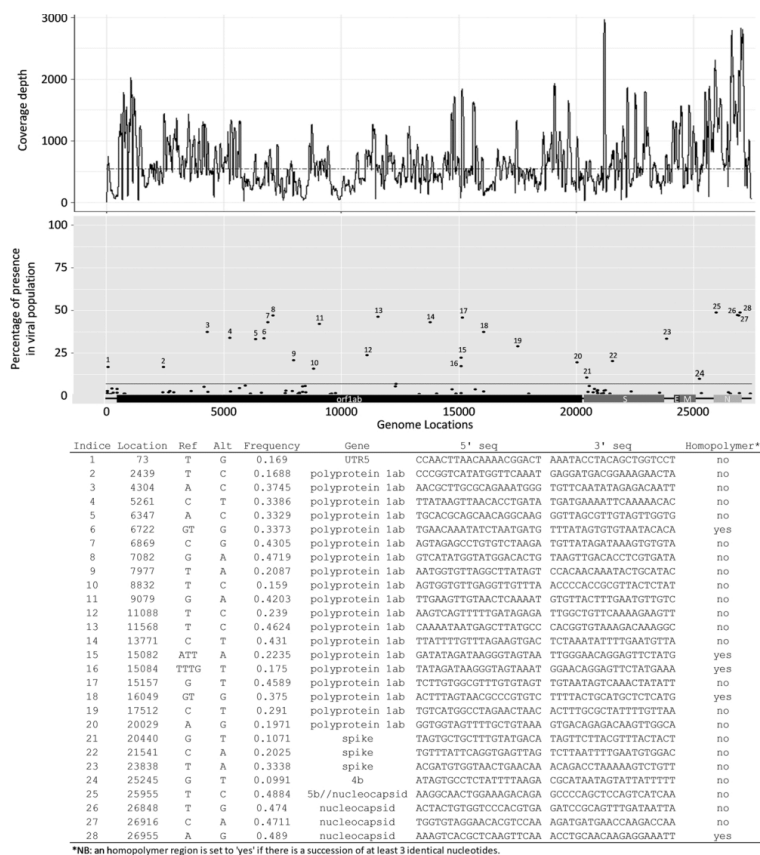 3000
2000
1000
0
Coverage depth
100
75
50
25
0
Percentage of presence
in viral population
1
2
3
4
5
6
7
8
9
10
11
12
13
14
15
16
17
18
19
20
21
22
23
24
25
26
27
28
orf1ab
S
E
M
N
0
5000
10000
15000
20000
25000
Genome Locations
Indice Location Ref Alt Frequency Gene 5' seq 3' seq Homopolymer*
1 73 T G 0.169 UTR5 CCAACTTAACAAAACGGACT AAATACCTACAGCTGGTCCT no
2 2439 T C 0.1688 polyprotein 1ab CCCGGTCATATGGTTCAAAT GAGGATGACGGAAAGAACTA no
3 4304 A C 0.3745 polyprotein 1ab AACGCTTGCGCAGAAATGGG TGTTCAATATAGAGACAATT no
4 5261 C T 0.3386 polyprotein 1ab TTATAAGTTAACACCTGATA TGATGAAAATTCAAAAACAC no
5 6347 A C 0.3329 polyprotein 1ab TGCACGCAGCAACAGGCAAG GGTTAGCGTTGTAGTTGGTG no
6 6722 GT G 0.3373 polyprotein 1ab TGAACAAATATCTAATGATG TTTATAGTGTGTAATACACA yes
7 6869 C G 0.4305 polyprotein 1ab AGTAGAGCCTGTGTCTAAGA TGTTATAGATAAAGTGTGTA no
8 7082 G A 0.4719 polyprotein 1ab GTCATATGGTATGGACACTG TAAGTTGACACCTCGTGATA no
9 7977 T A 0.2087 polyprotein 1ab AATGGTGTTAGGCTTATAGT CCACAACAAATACTGCATAC no
10 8832 T C 0.159 polyprotein 1ab AGTGGTGTTGAGGTTGTTTA ACCCCACCGCGTTACTCTAT no
11 9079 G A 0.4203 polyprotein 1ab TTGAAGTTGTAACTCAAAAT GTGTTACTTTGAATGTTGTC no
12 11088 T C 0.239 polyprotein 1ab AAGTCAGTTTTTGATAGAGA TTGGCTGTTCAAAAGAAGTT no
13 11568 T C 0.4624 polyprotein 1ab CAAAATAATGAGCTTATGCC CACGGTGTAAAGACAAAGGC no
14 13771 C T 0.431 polyprotein 1ab TTATTTTGTTTAGAAGTGAC TCTAAATATTTTGAATGTTA no
15 15082 ATT A 0.2235 polyprotein 1ab GATATAGATAAGGGTAGTAA TTGGGAACAGGAGTTCTATG yes
16 15084 TTTG T 0.175 polyprotein 1ab TATAGATAAGGGTAGTAAAT GGAACAGGAGTTCTATGAAA yes
17 15157 G T 0.4589 polyprotein 1ab TCTTGTGGCGTTTGTGTAGT TGTAATAGTCAAACTATATT no
18 16049 GT G 0.375 polyprotein 1ab ACTTTAGTAACGCCCGTGTC TTTTACTGCATGCTCTCATG yes
19 17512 C T 0.291 polyprotein 1ab TGTCATGGCCTAGAACTAAC ACTTTGCGCTATTTTGTTAA no
20 20029 A G 0.1971 polyprotein 1ab GGTGGTAGTTTTGCTGTAAA GTGACAGAGACAAGTTGGCA no
21 20440 G T 0.1071 spike TAGTGCTGCTTTGTATGACA TAGTTCTTACGTTTACTACT no
22 21541 C A 0.2025 spike TGTTTATTCAGGTGAGTTAG TCTTAATTTTGAATGTGGAC no
23 23838 T A 0.3338 spike ACGATGTGGTAACTGAACAA ACAGACCTAAAAAGTCTGTT no
24 25245 G T 0.0991 4b ATAGTGCCTCTATTTTAAGA CGCATAATAGTATTATTTTT no
25 25955 T C 0.4884 5b//nucleocapsid AAGGCAACTGGAAAGACAGA GCCCCAGCTCCAGTCATCAA no
26 26848 T G 0.474 nucleocapsid ACTACTGTGGTCCCACGTGA GATCCGCAGTTTGATAATTA no
27 26916 C A 0.4711 nucleocapsid TGGTGTAGGAACACGTCCAA AGATGATGAACCAAGACCAA no
28 26955 A G 0.489 nucleocapsid AAAGTCACGCTCAAGTTCAA ACCTGCAACAAGAGGAAATT yes
*NB: an homopolymer region is set to 'yes' if there is a succession of at least 3 identical nucleotides.